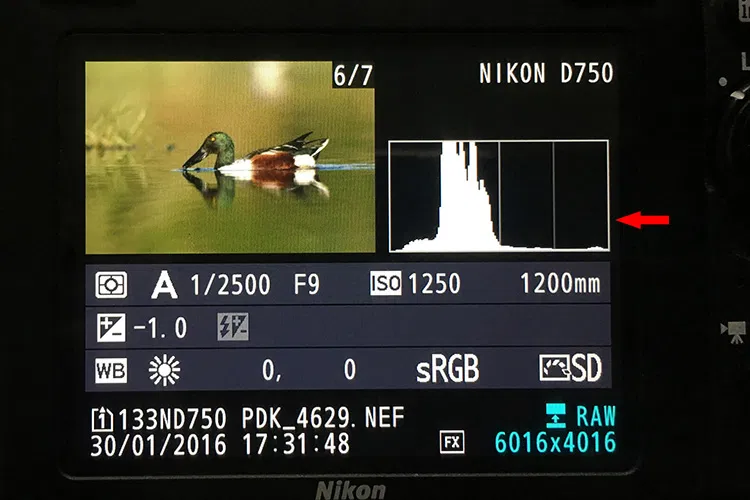 6/7
NIKON D750
A 1/2500 F9 ISO 1250 1200mm
-1.0
WB 0, 0 sRGB SD
133ND750 PDK_4629.NEF RAW
30/01/2016 17:31:48 FX 6016x4016
Nikon